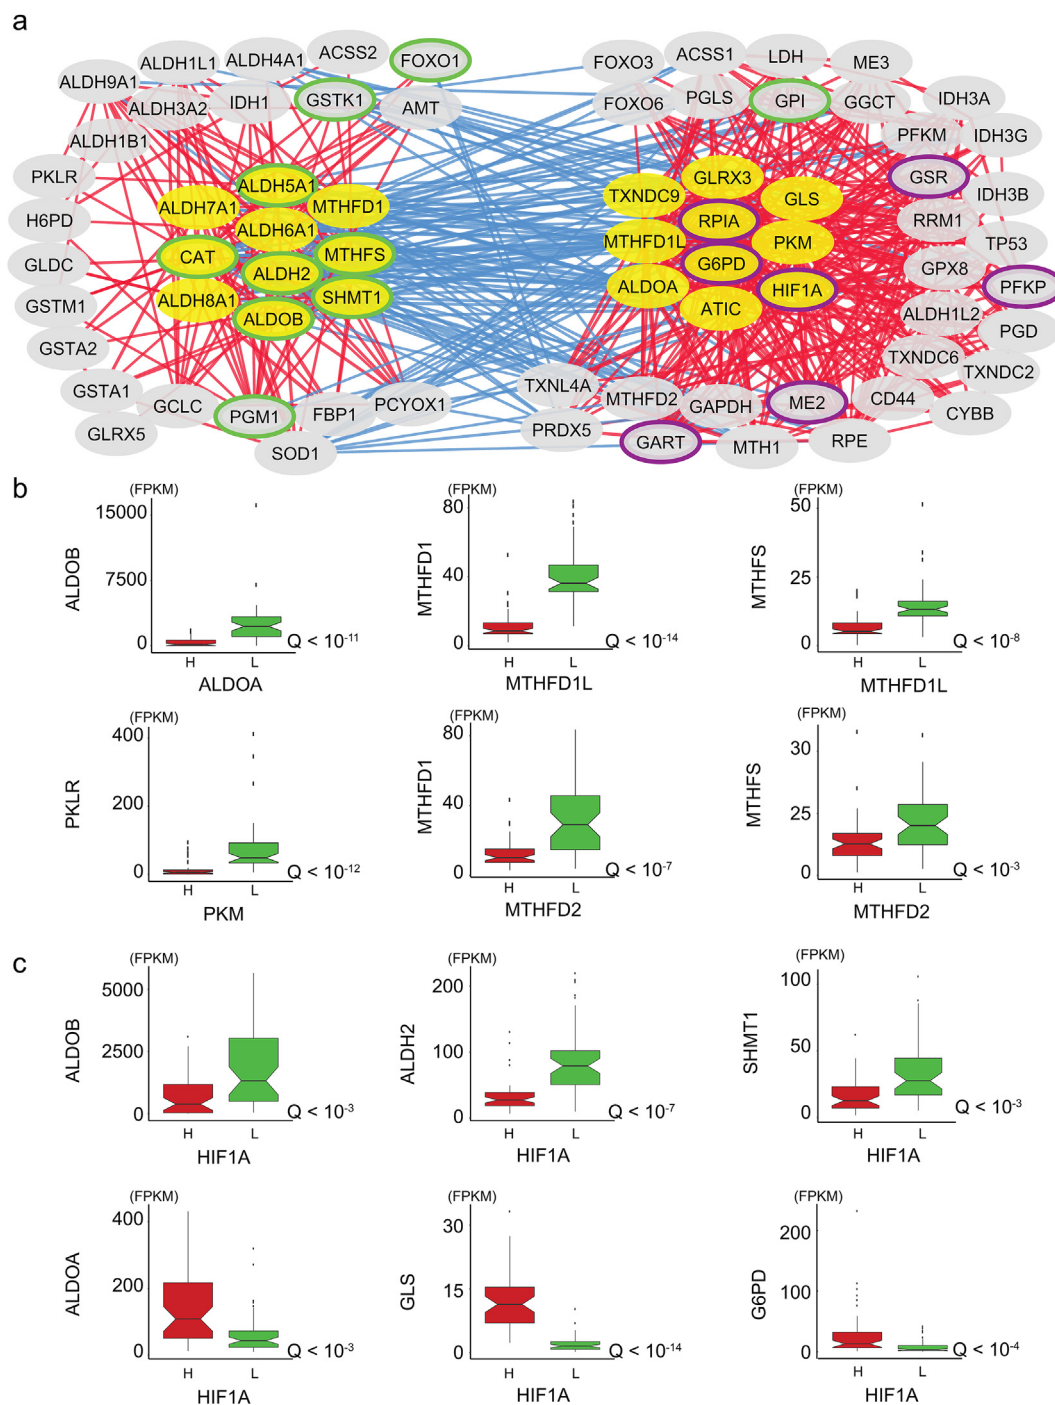 a
ALDH9A1 ALDH1L1 ALDH4A1 ACSS2 FOXO1 FOXO3 ACSS1 LDH ME3
ALDH3A2 IDH1 GSTK1 AMT FOXO6 PGLS GPI GGCT IDH3A
ALDH1B1 PFKM IDH3G
PKLR ALDH5A1 GLRX3 GSR
ALDH7A1 MTHFD1 TXNDC9 GLS IDH3B
H6PD ALDH6A1 RPIA RRM1
CAT MTHFS MTHFD1L PKM TP53
GLDC ALDH2 G6PD GPX8
GSTM1 ALDH8A1 SHMT1 ALDOA HIF1A PFKP
ALDOB ATIC ALDH1L2
GSTA2 PGD
TXNDC6
GSTA1 TXNL4A TXNDC2
GCLC PGM1 FBP1 PCYOX1 MTHFD2 GAPDH ME2 CD44 CYBB
GLRX5 SOD1 PRDX5 GART MTH1 RPE
b
(FPKM) (FPKM) (FPKM)
15000
7500
0
ALDOB
H L
Q < 10-11
ALDOA
80
40
0
MTHFD1
H L
Q < 10-14
MTHFD1L
50
25
0
MTHFS
H L
Q < 10-8
MTHFD1L
(FPKM) (FPKM) (FPKM)
400
200
0
PKLR
H L
Q < 10-12
PKM
80
40
0
MTHFD1
H L
Q < 10-7
MTHFD2
30
25
0
MTHFS
H L
Q < 10-3
MTHFD2
c
(FPKM) (FPKM) (FPKM)
5000
2500
0
ALDOB
H L
Q < 10-3
HIF1A
200
100
0
ALDH2
H L
Q < 10-7
HIF1A
100
50
0
SHMT1
H L
Q < 10-3
HIF1A
(FPKM) (FPKM) (FPKM)
400
200
0
ALDOA
H L
Q < 10-3
HIF1A
30
15
0
GLS
H L
Q < 10-14
HIF1A
200
100
0
G6PD
H L
Q < 10-4
HIF1A